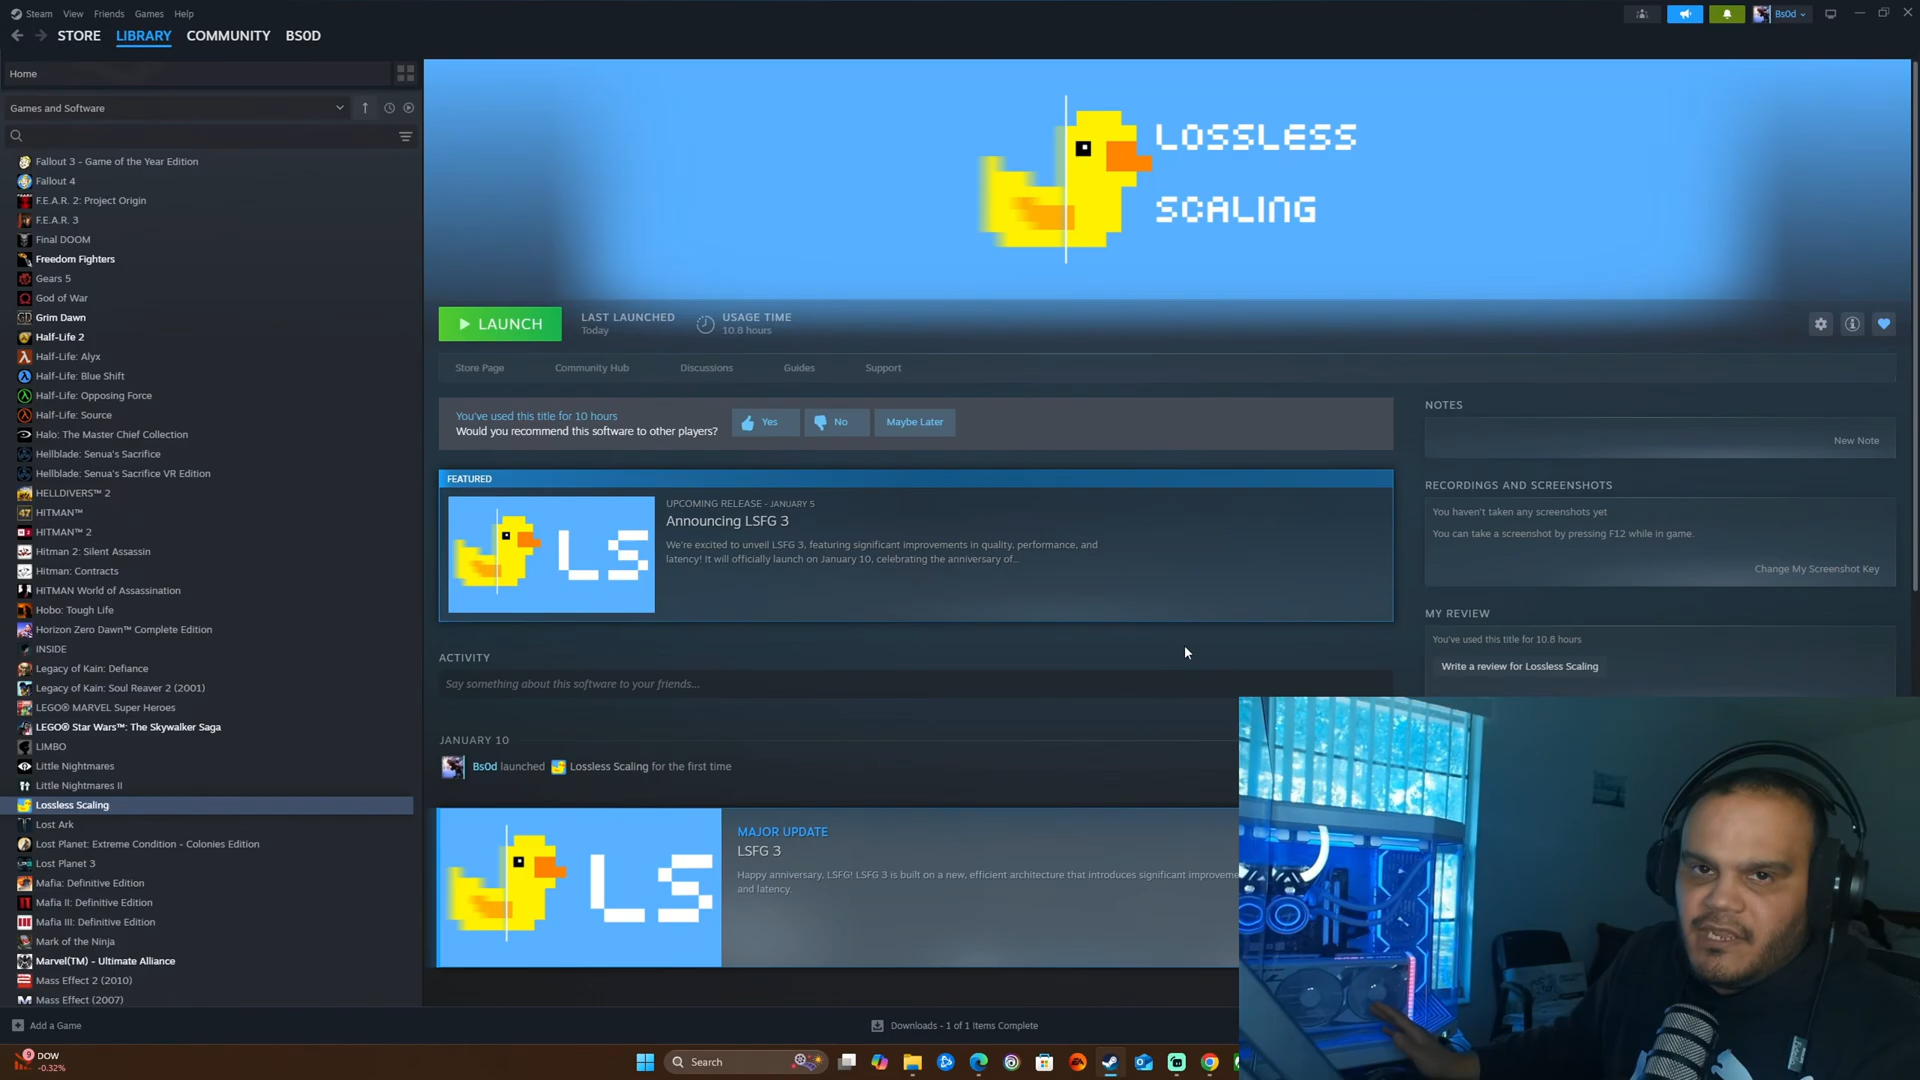 Steam View Friends Games Help
Bs0d
STORE LIBRARY COMMUNITY BS0D
Home
Games and Software
Fallout 3 - Game of the Year Edition
Fallout 4
F.E.A.R. 2: Project Origin
F.E.A.R. 3
Final DOOM
Freedom Fighters
Gears 5
God of War
Grim Dawn
Half-Life 2
Half-Life: Alyx
Half-Life: Blue Shift
Half-Life: Opposing Force
Half-Life: Source
Halo: The Master Chief Collection
Hellblade: Senua's Sacrifice
Hellblade: Senua's Sacrifice VR Edition
HELLDIVERS™ 2
HITMAN™
HITMAN™ 2
Hitman 2: Silent Assassin
Hitman: Contracts
HITMAN World of Assassination
Hobo: Tough Life
Horizon Zero Dawn™ Complete Edition
INSIDE
Legacy of Kain: Defiance
Legacy of Kain: Soul Reaver 2 (2001)
LEGO® MARVEL Super Heroes
LEGO® Star Wars™: The Skywalker Saga
LIMBO
Little Nightmares
Little Nightmares II
Lossless Scaling
Lost Ark
Lost Planet: Extreme Condition - Colonies Edition
Lost Planet 3
Mafia: Definitive Edition
Mafia II: Definitive Edition
Mafia III: Definitive Edition
Mark of the Ninja
Marvel(TM) - Ultimate Alliance
Mass Effect 2 (2010)
Mass Effect (2007)
Add a Game
LOSSLESS
SCALING
LAUNCH
LAST LAUNCHED
Today
USAGE TIME
10.8 hours
Store Page Community Hub Discussions Guides Support
You've used this title for 10 hours
Would you recommend this software to other players?
Yes No Maybe Later
FEATURED
LS
UPCOMING RELEASE - JANUARY 5
Announcing LSFG 3
We're excited to unveil LSFG 3, featuring significant improvements in quality, performance, and
latency! It will officially launch on January 10, celebrating the anniversary of...
ACTIVITY
Say something about this software to your friends...
JANUARY 10
Bs0d launched Lossless Scaling for the first time
LS
MAJOR UPDATE
LSFG 3
Happy anniversary, LSFG! LSFG 3 is built on a new, efficient architecture that introduces significant improveme
and latency.
NOTES
New Note
RECORDINGS AND SCREENSHOTS
You haven't taken any screenshots yet
You can take a screenshot by pressing F12 while in game.
Change My Screenshot Key
MY REVIEW
You've used this title for 10.8 hours
Write a review for Lossless Scaling
Downloads - 1 of 1 Items Complete
9
DOW
-0.32%
Search